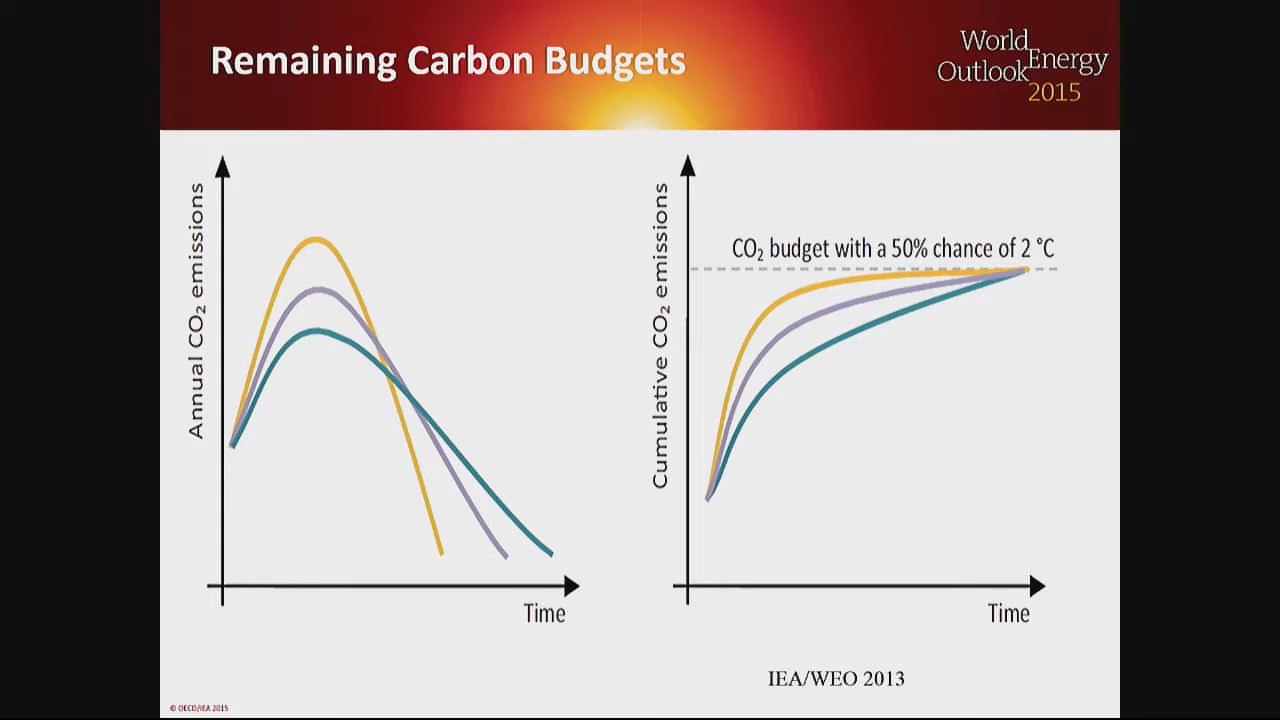 Remaining Carbon Budgets
World
Energy
Outlook
2015
Annual CO₂ emissions
Time
Cumulative CO₂ emissions
CO₂ budget with a 50% chance of 2 °C
Time
IEA/WEO 2013
© OECD/IEA 2015